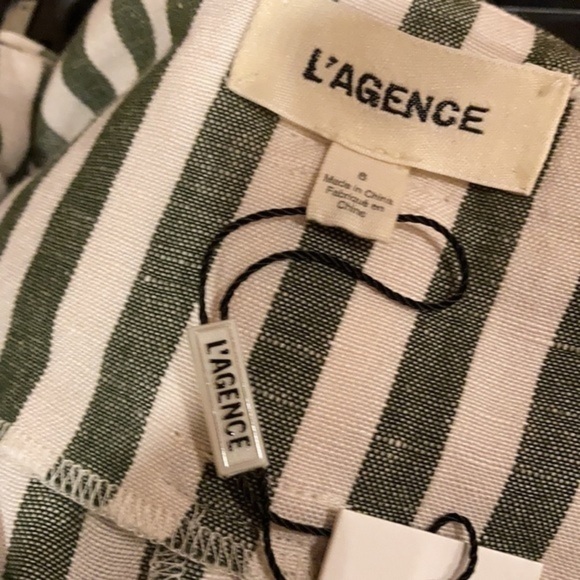 L'AGENCE
6
Made in China
Fabriqué en
Chine
L'AGENCE